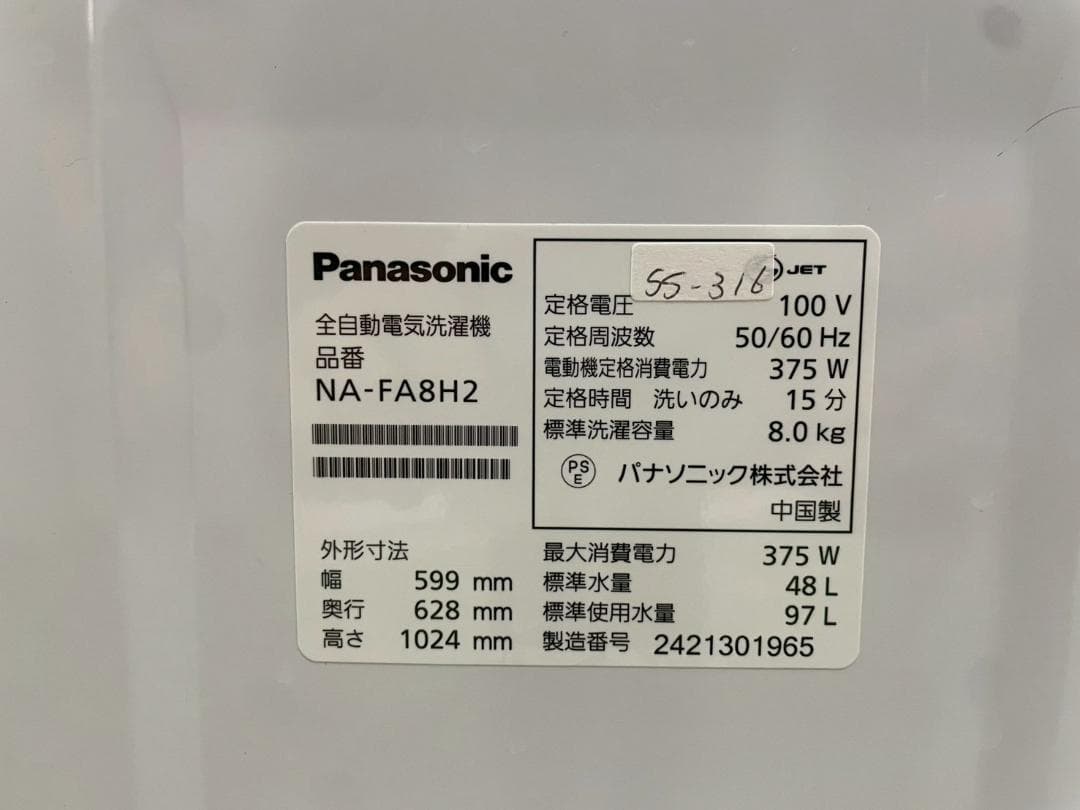 Panasonic
全自動電気洗濯機
品番
NA-FA8H2
外形寸法
幅 599 mm
奥行 628 mm
高さ 1024 mm
SS-316
JET
定格電圧 100 V
定格周波数 50/60 Hz
電動機定格消費電力 375 W
定格時間 洗いのみ 15 分
標準洗濯容量 8.0 kg
PS
E
パナソニック株式会社
中国製
最大消費電力 375 W
標準水量 48 L
標準使用水量 97 L
製造番号 2421301965